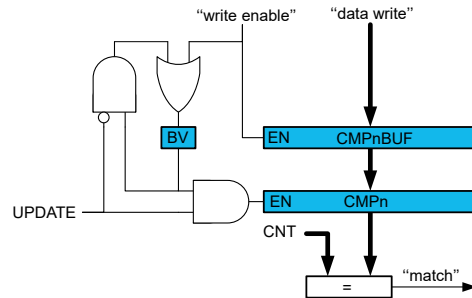 “write enable” “data write”
BV
EN CMPnBUF
EN CMPn
UPDATE
CNT
=
“match”